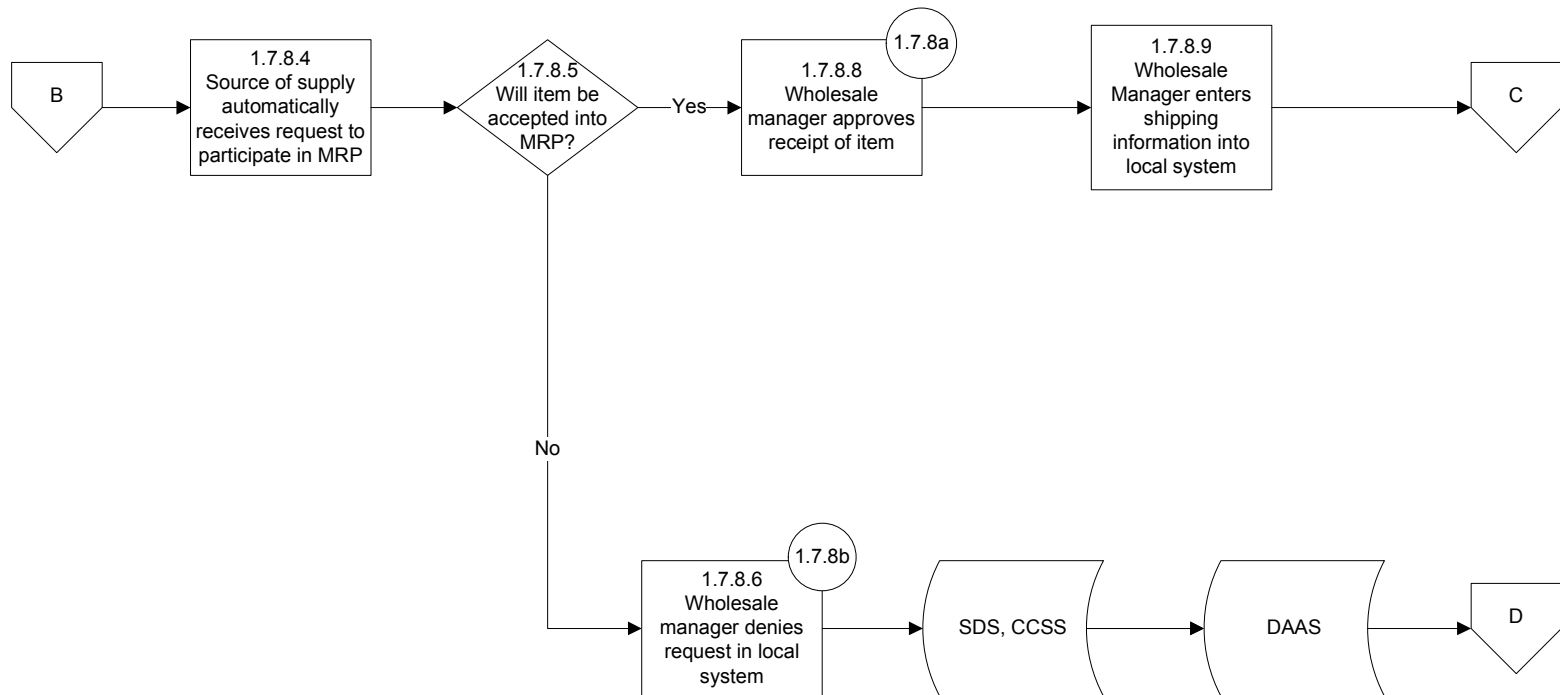 B
1.7.8.4
Source of supply
automatically
receives request to
participate in MRP
1.7.8.5
Will item be
accepted into
MRP?
Yes
1.7.8a
1.7.8.8
Wholesale
manager approves
receipt of item
1.7.8.9
Wholesale
Manager enters
shipping
information into
local system
C
No
1.7.8b
1.7.8.6
Wholesale
manager denies
request in local
system
SDS, CCSS
DAAS
D